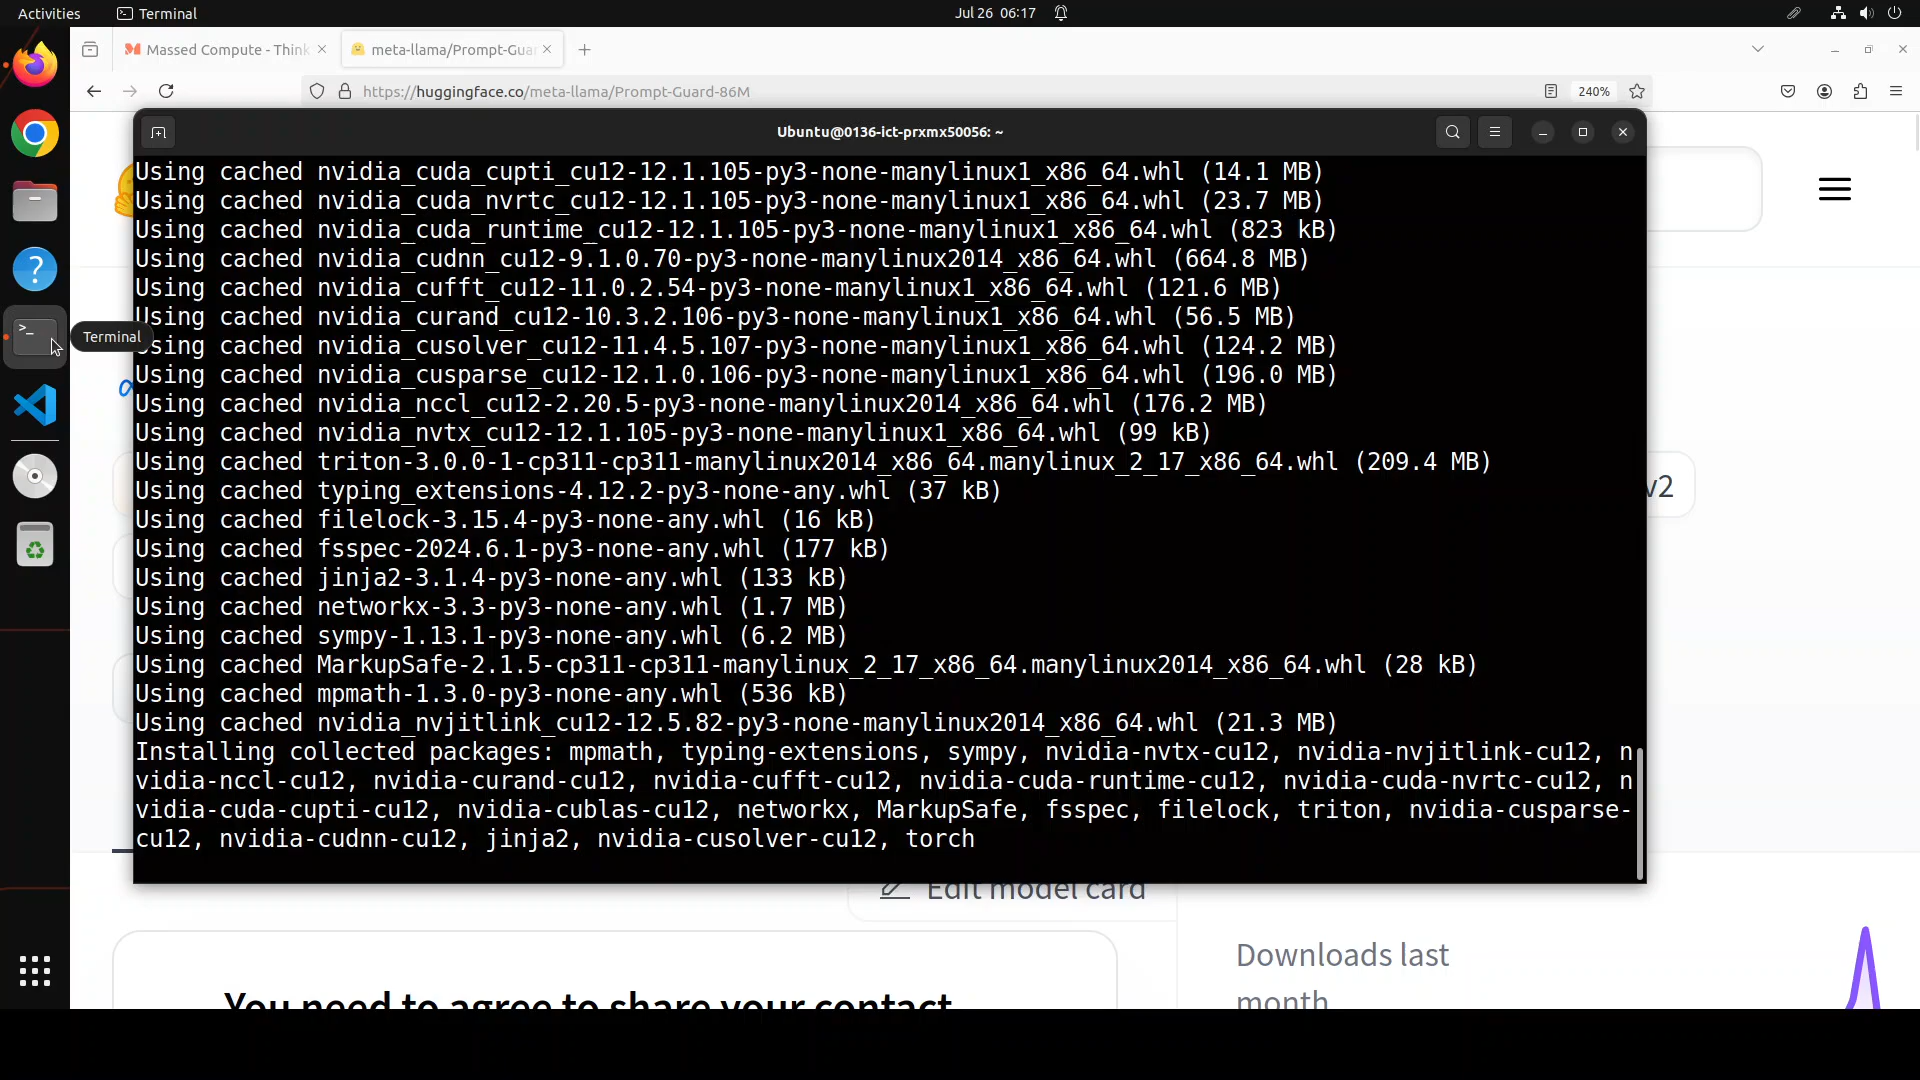 Activities
Terminal
Jul 26 06:17
Massed Compute - Think
meta-llama/Prompt-Gua
https://huggingface.co/meta-llama/Prompt-Guard-86M
240%
Ubuntu@0136-ict-prxmx50056: ~
Using cached nvidia_cuda_cupti_cu12-12.1.105-py3-none-manylinux1_x86_64.whl (14.1 MB)
Using cached nvidia_cuda_nvrtc_cu12-12.1.105-py3-none-manylinux1_x86_64.whl (23.7 MB)
Using cached nvidia_cuda_runtime_cu12-12.1.105-py3-none-manylinux1_x86_64.whl (823 kB)
Using cached nvidia_cudnn_cu12-9.1.0.70-py3-none-manylinux2014_x86_64.whl (664.8 MB)
Using cached nvidia_cufft_cu12-11.0.2.54-py3-none-manylinux1_x86_64.whl (121.6 MB)
Using cached nvidia_curand_cu12-10.3.2.106-py3-none-manylinux1_x86_64.whl (56.5 MB)
Terminal
Using cached nvidia_cusolver_cu12-11.4.5.107-py3-none-manylinux1_x86_64.whl (124.2 MB)
Using cached nvidia_cusparse_cu12-12.1.0.106-py3-none-manylinux1_x86_64.whl (196.0 MB)
Using cached nvidia_nccl_cu12-2.20.5-py3-none-manylinux2014_x86_64.whl (176.2 MB)
Using cached nvidia_nvtx_cu12-12.1.105-py3-none-manylinux1_x86_64.whl (99 kB)
Using cached triton-3.0.0-1-cp311-cp311-manylinux2014_x86_64.manylinux_2_17_x86_64.whl (209.4 MB)
Using cached typing_extensions-4.12.2-py3-none-any.whl (37 kB)
v2
Using cached filelock-3.15.4-py3-none-any.whl (16 kB)
Using cached fsspec-2024.6.1-py3-none-any.whl (177 kB)
Using cached jinja2-3.1.4-py3-none-any.whl (133 kB)
Using cached networkx-3.3-py3-none-any.whl (1.7 MB)
Using cached sympy-1.13.1-py3-none-any.whl (6.2 MB)
Using cached MarkupSafe-2.1.5-cp311-cp311-manylinux_2_17_x86_64.manylinux2014_x86_64.whl (28 kB)
Using cached mpmath-1.3.0-py3-none-any.whl (536 kB)
Using cached nvidia_nvjitlink_cu12-12.5.82-py3-none-manylinux2014_x86_64.whl (21.3 MB)
Installing collected packages: mpmath, typing-extensions, sympy, nvidia-nvtx-cu12, nvidia-nvjitlink-cu12, n
vidia-nccl-cu12, nvidia-curand-cu12, nvidia-cufft-cu12, nvidia-cuda-runtime-cu12, nvidia-cuda-nvrtc-cu12, n
vidia-cuda-cupti-cu12, nvidia-cublas-cu12, networkx, MarkupSafe, fsspec, filelock, triton, nvidia-cusparse-
cu12, nvidia-cudnn-cu12, jinja2, nvidia-cusolver-cu12, torch
Edit model card
Downloads last
month
You need to agree to share your contact